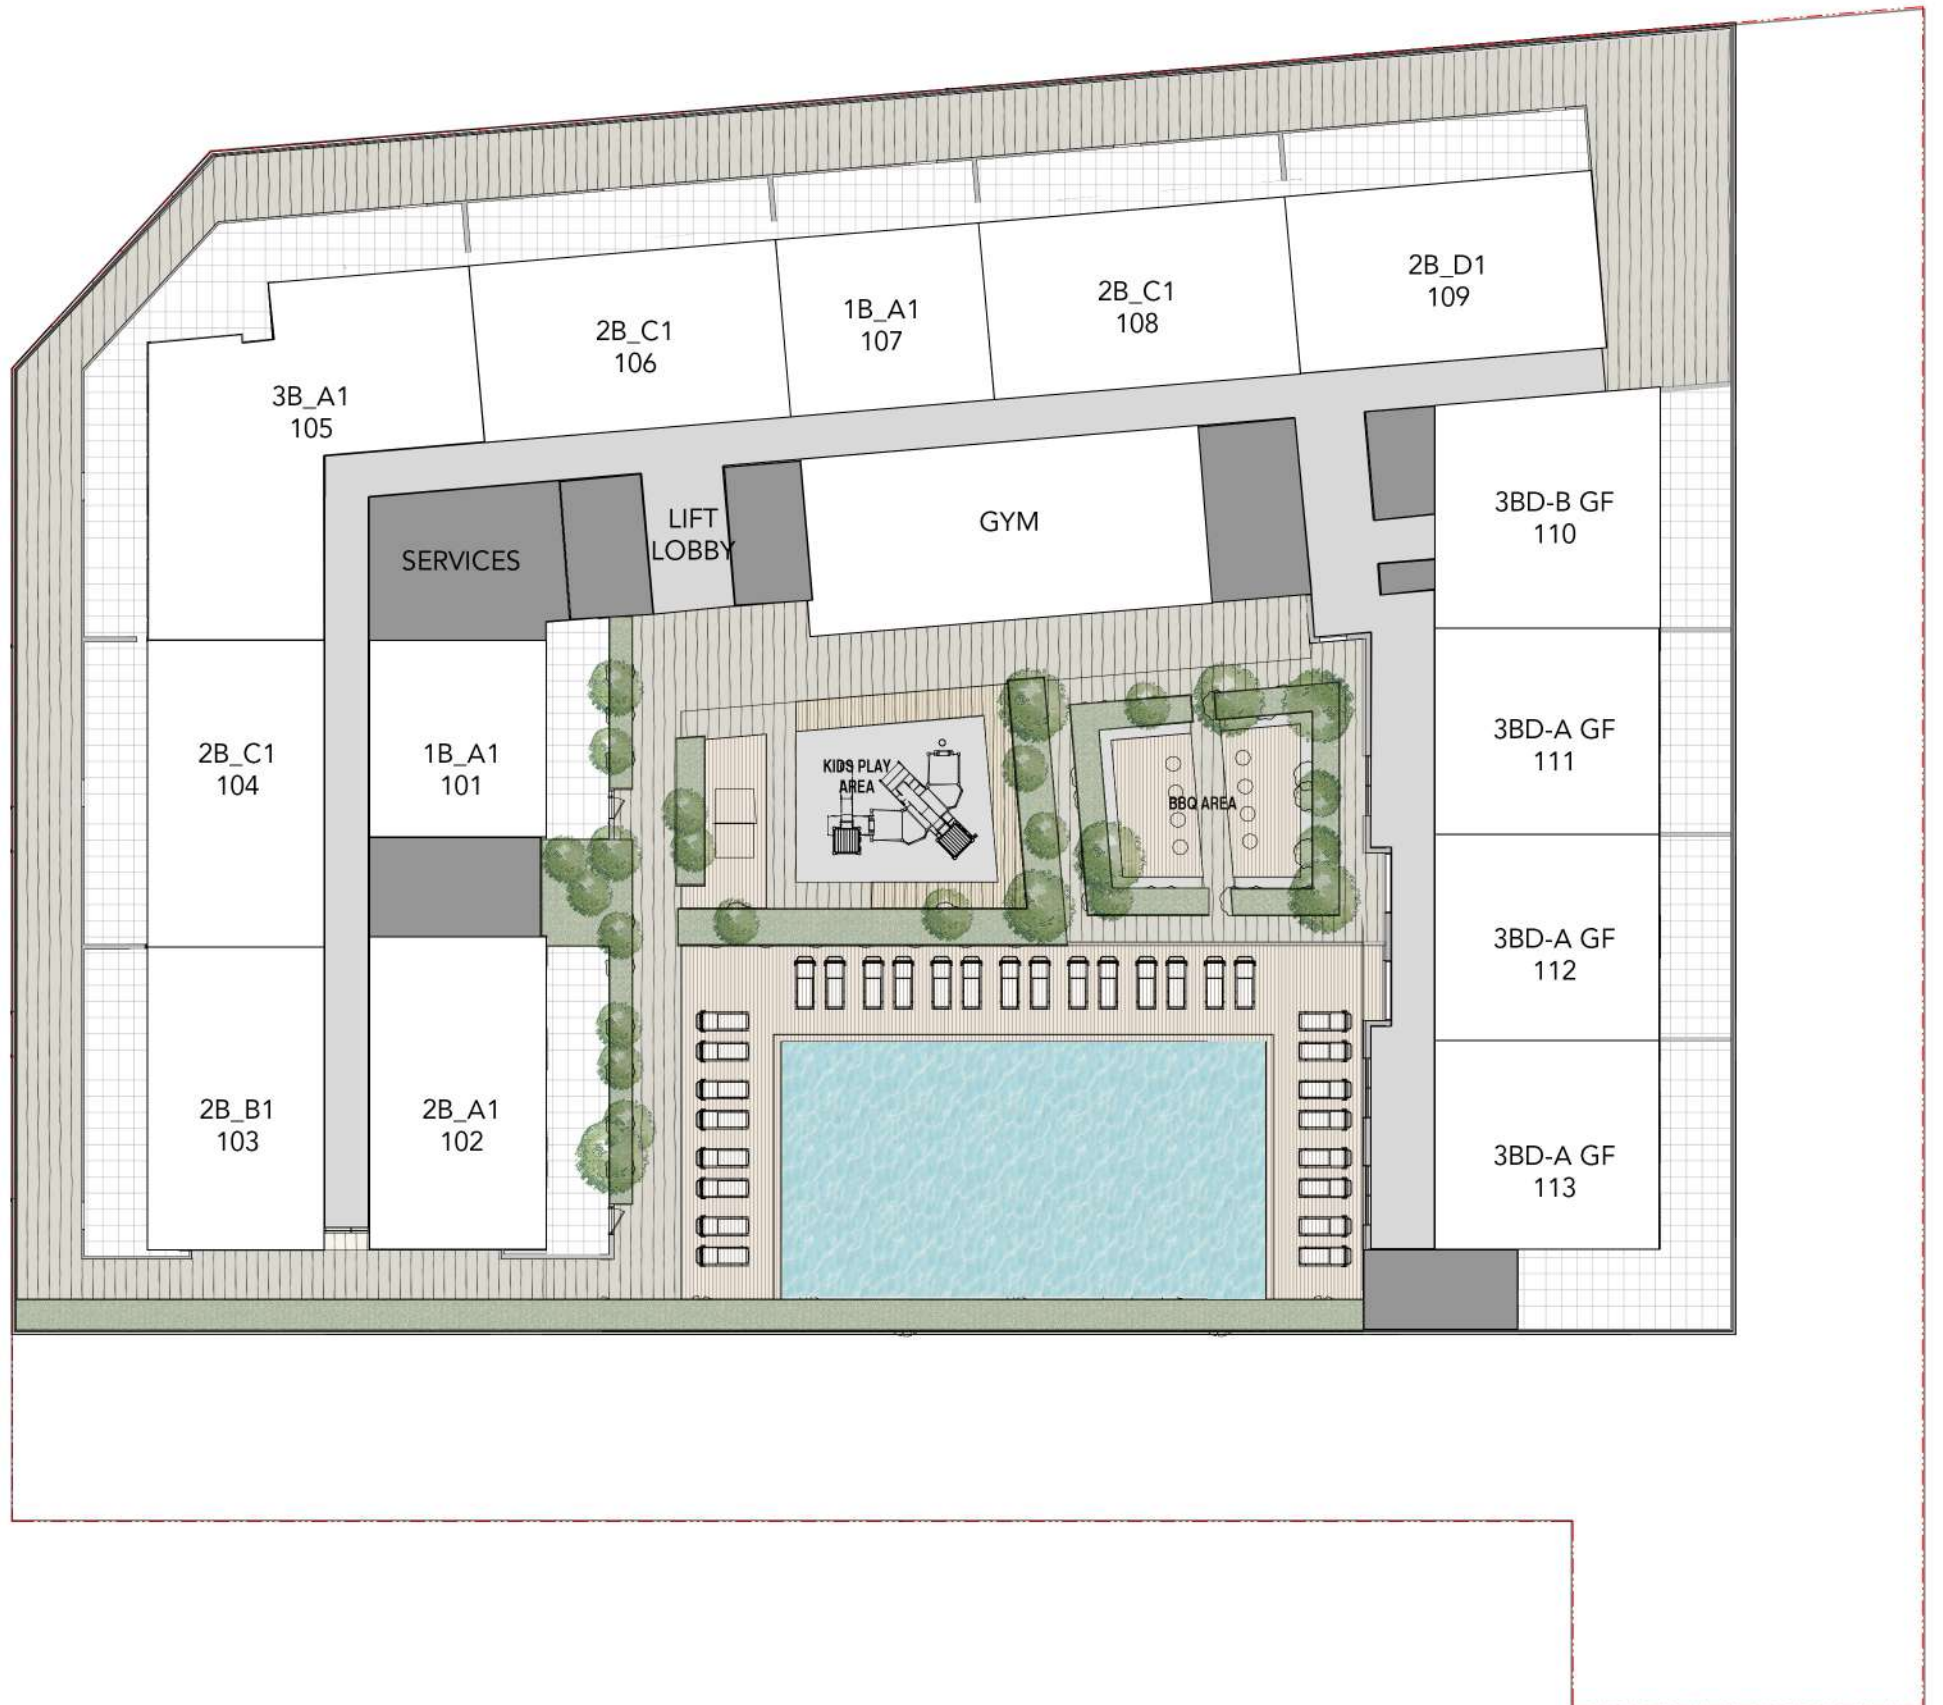 2B_D1
109
2B_C1
108
1B_A1
107
2B_C1
106
3B_A1
105
3BD-B GF
110
LIFT
LOBBY
GYM
SERVICES
3BD-A GF
111
2B_C1
104
1B_A1
101
KIDS PLAY
AREA
BBQ AREA
3BD-A GF
112
2B_B1
103
2B_A1
102
3BD-A GF
113